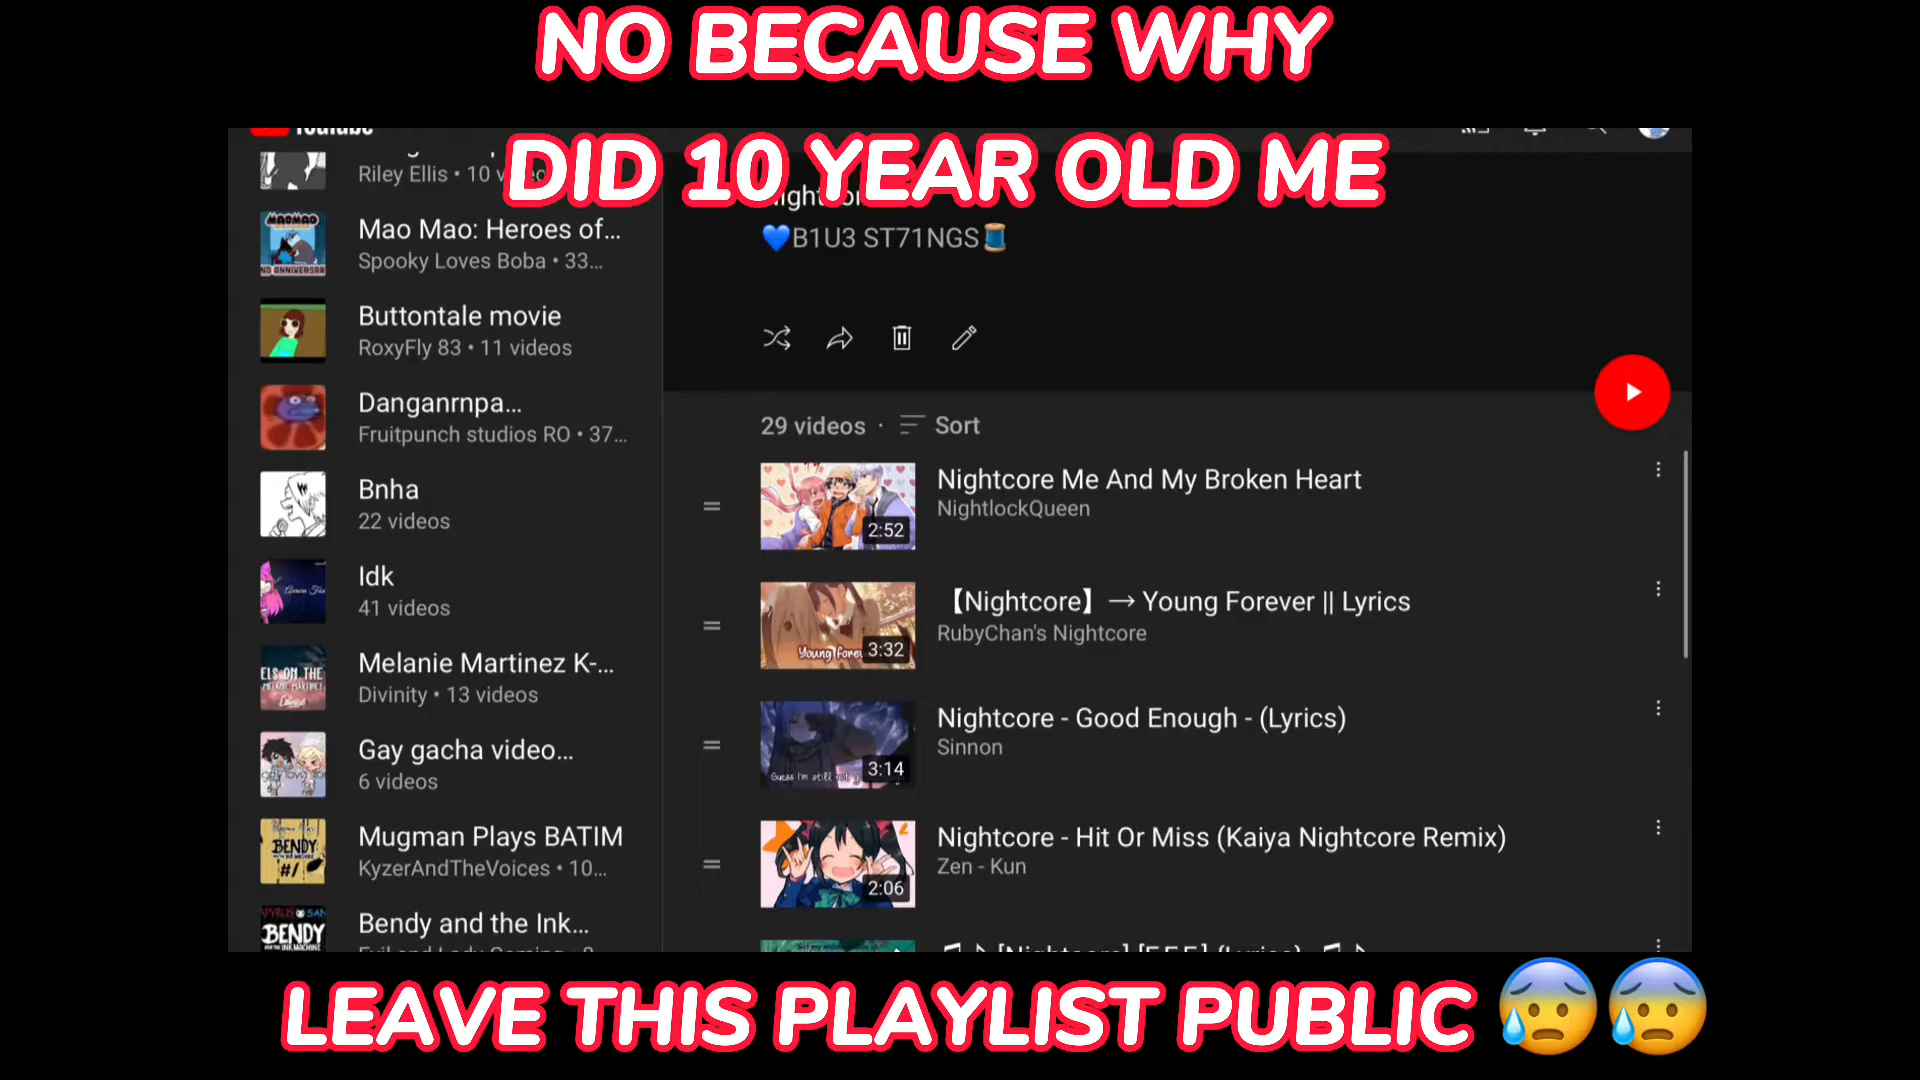 NO BECAUSE WHY
DID 10 YEAR OLD ME
YouTube
Riley Ellis • 10
Mao Mao: Heroes of...
Spooky Loves Boba • 33...
Buttontale movie
RoxyFly 83 • 11 videos
Danganrnpa...
Fruitpunch studios RO • 37...
Bnha
22 videos
Idk
41 videos
Melanie Martinez K-...
Divinity • 13 videos
Gay gacha video...
6 videos
Mugman Plays BATIM
KyzerAndTheVoices • 10...
Bendy and the Ink...
💙B1U3 ST71NGS🧵
29 videos · Sort
Nightcore Me And My Broken Heart
NightlockQueen
2:52
【Nightcore】→ Young Forever || Lyrics
RubyChan's Nightcore
3:32
Nightcore - Good Enough - (Lyrics)
Sinnon
3:14
Nightcore - Hit Or Miss (Kaiya Nightcore Remix)
Zen - Kun
2:06
LEAVE THIS PLAYLIST PUBLIC 😰😰